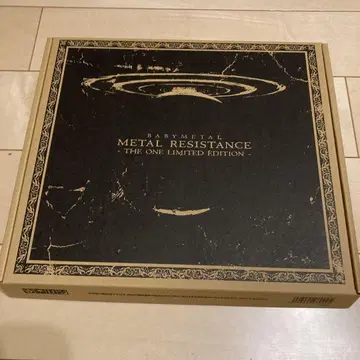 BABYMETAL
METAL RESISTANCE
- THE ONE LIMITED EDITION -